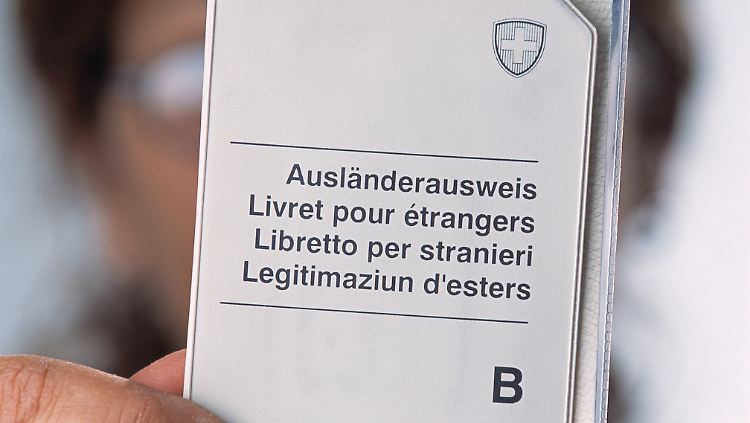 Ausländerausweis
Livret pour étrangers
Libretto per stranieri
Legitimaziun d'esters
B